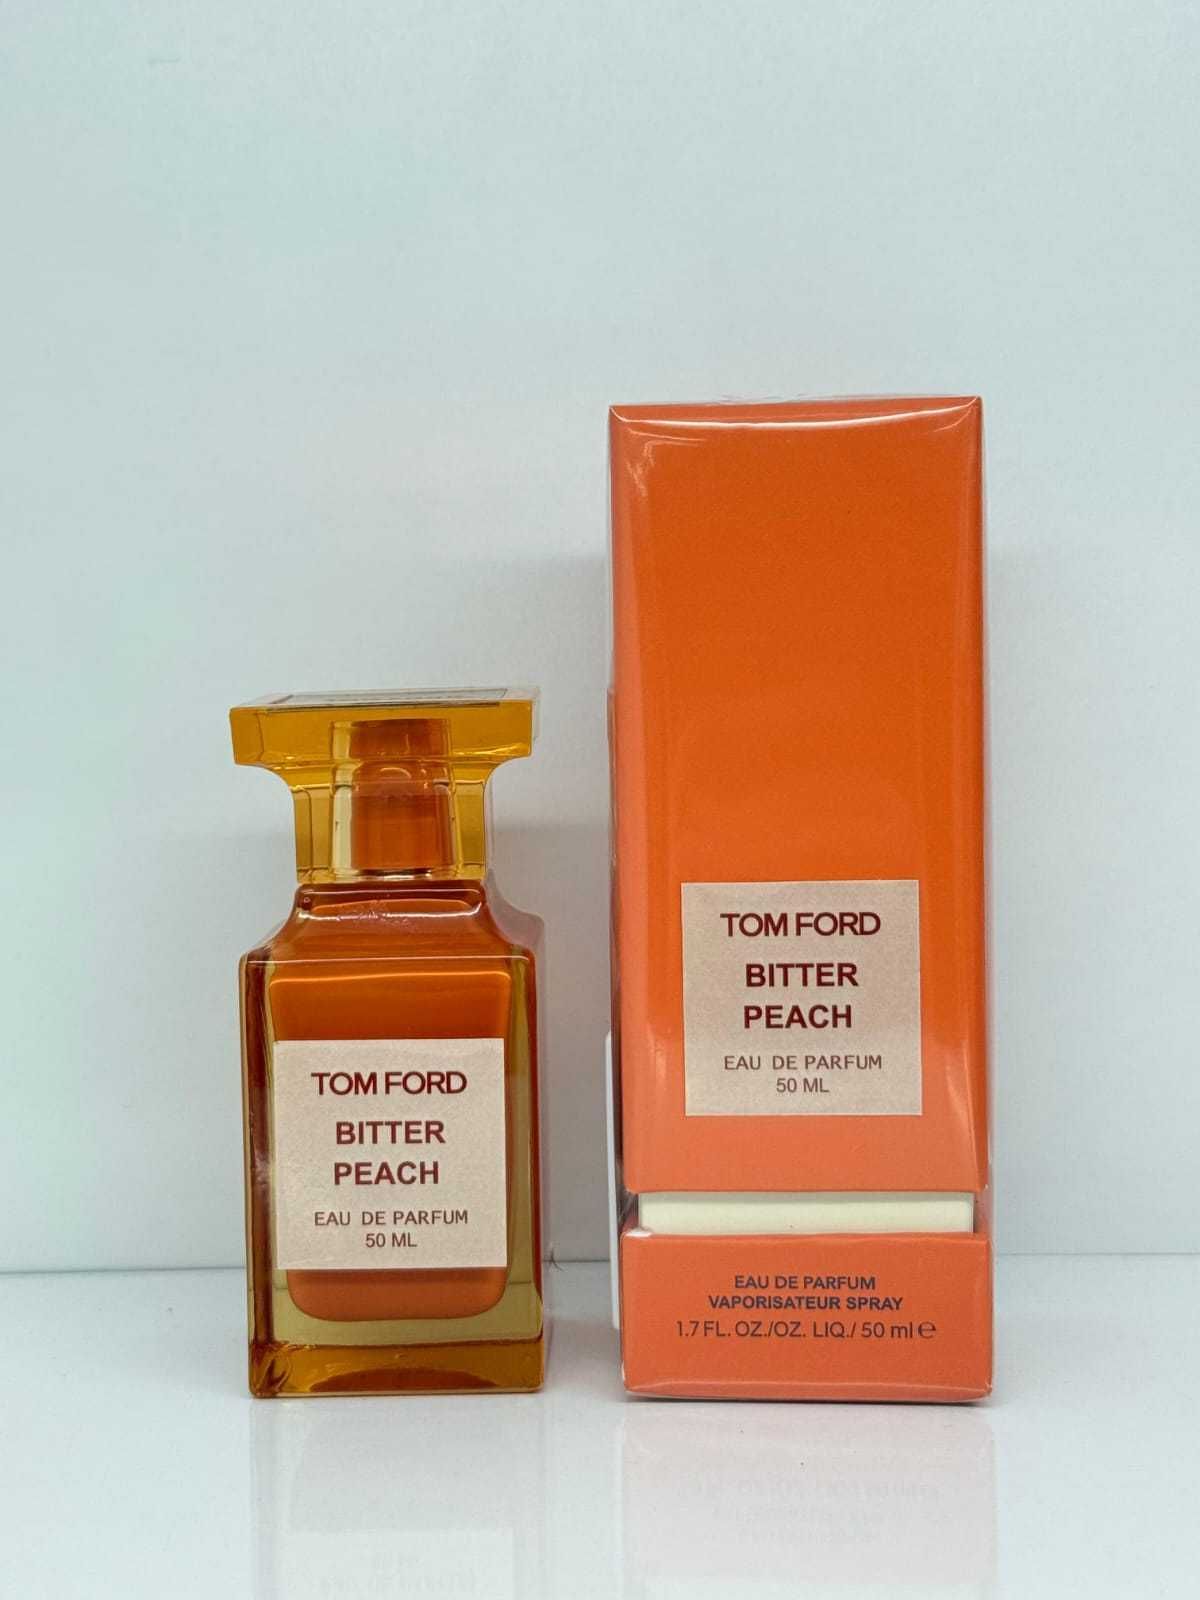 TOM FORD
BITTER
PEACH
EAU DE PARFUM
50 ML
TOM FORD
BITTER
PEACH
EAU DE PARFUM
50 ML
EAU DE PARFUM
VAPORISATEUR SPRAY
1.7 FL. OZ./OZ. LIQ./ 50 ml ℮